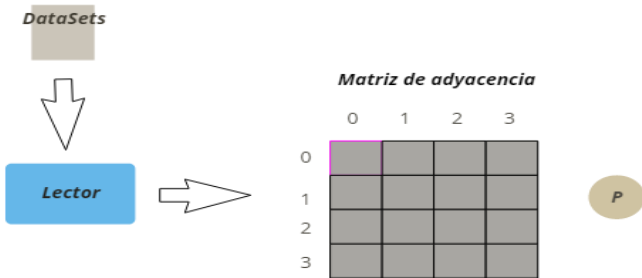 DataSets
Matriz de adyacencia
0 1 2 3
0
Lector
1
P
2
3